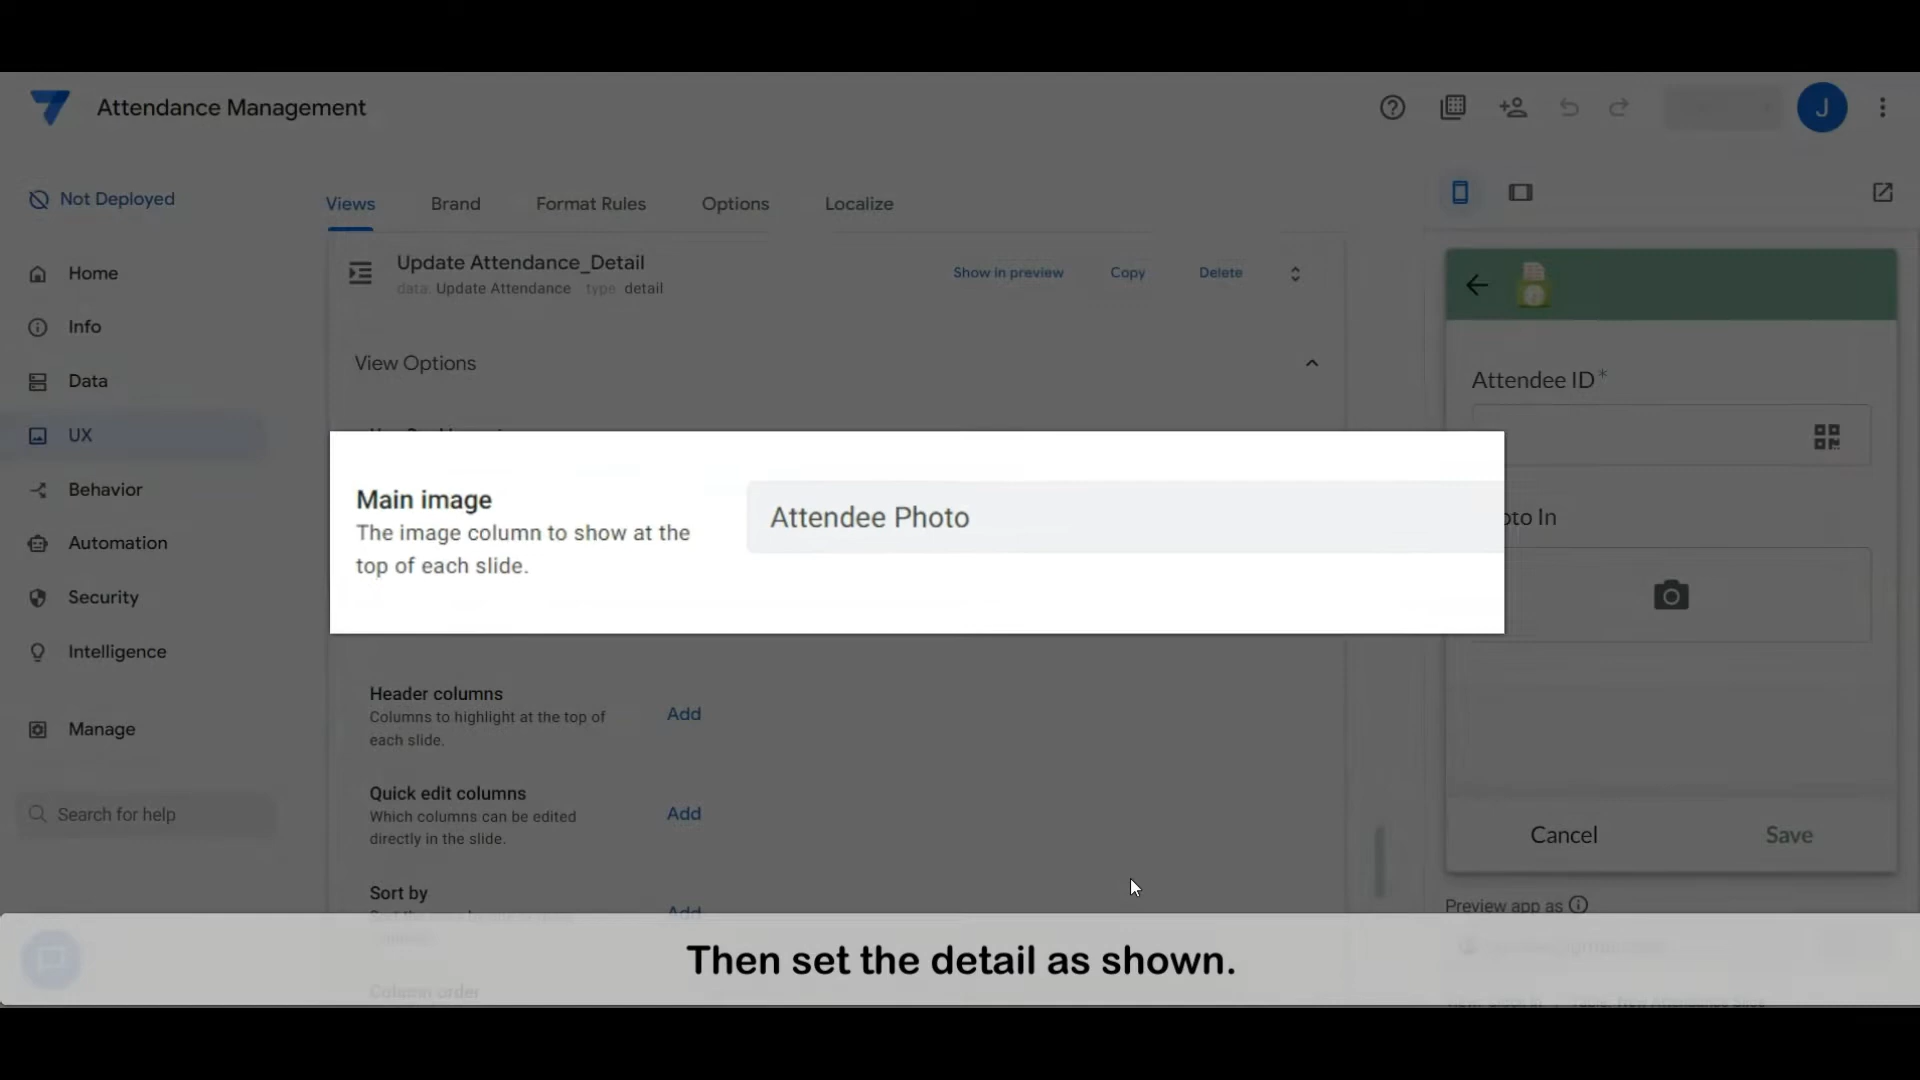 Attendance Management
J
Not Deployed
Views
Brand
Format Rules
Options
Localize
Home
Info
Data
UX
Behavior
Automation
Security
Intelligence
Manage
Search for help
Update Attendance_Detail
data: Update Attendance type: detail
Show in preview
Copy
Delete
View Options
Main image
The image column to show at the
top of each slide.
Attendee Photo
Header columns
Columns to highlight at the top of
each slide.
Add
Quick edit columns
Which columns can be edited
directly in the slide.
Add
Sort by
Add
Column order
Attendee ID*
oto In
Cancel
Save
Preview app as
Then set the detail as shown.